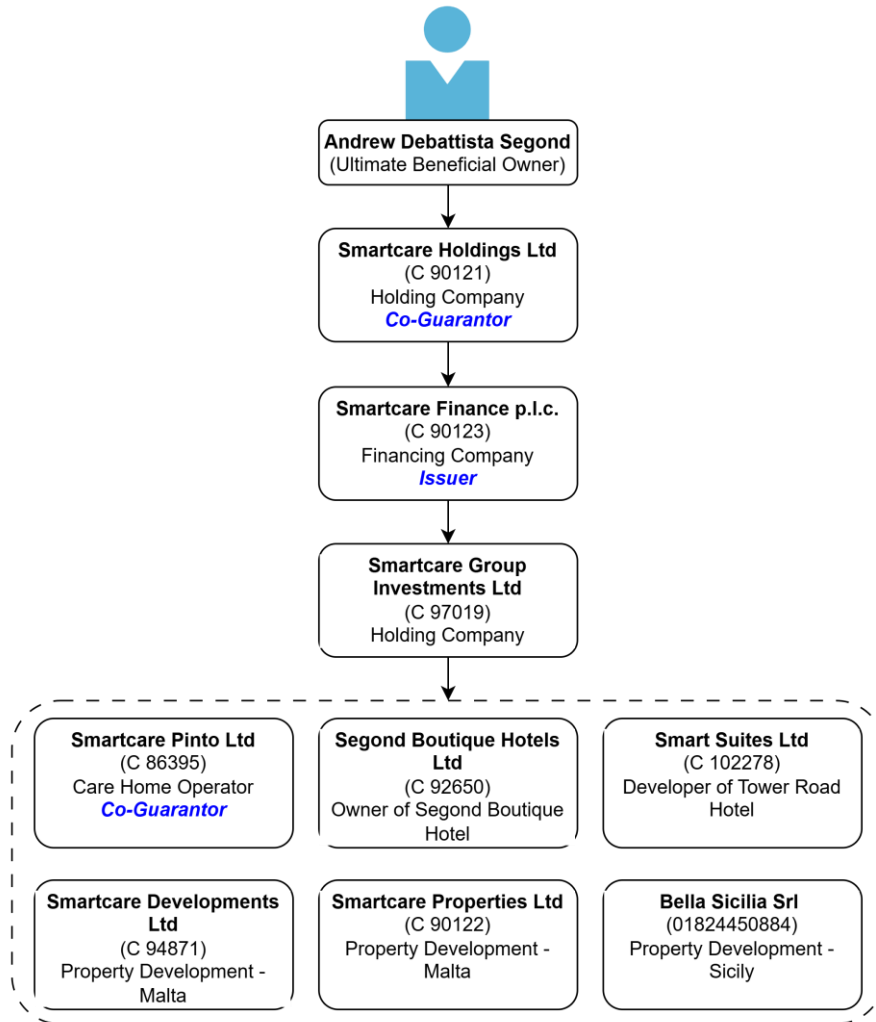 Andrew Debattista Segond
(Ultimate Beneficial Owner)
Smartcare Holdings Ltd
(C 90121)
Holding Company
Co-Guarantor
Smartcare Finance p.l.c.
(C 90123)
Financing Company
Issuer
Smartcare Group
Investments Ltd
(C 97019)
Holding Company
Smartcare Pinto Ltd
(C 86395)
Care Home Operator
Co-Guarantor
Segond Boutique Hotels
Ltd
(C 92650)
Owner of Segond Boutique
Hotel
Smart Suites Ltd
(C 102278)
Developer of Tower Road
Hotel
Smartcare Developments
Ltd
(C 94871)
Property Development -
Malta
Smartcare Properties Ltd
(C 90122)
Property Development -
Malta
Bella Sicilia Srl
(01824450884)
Property Development -
Sicily